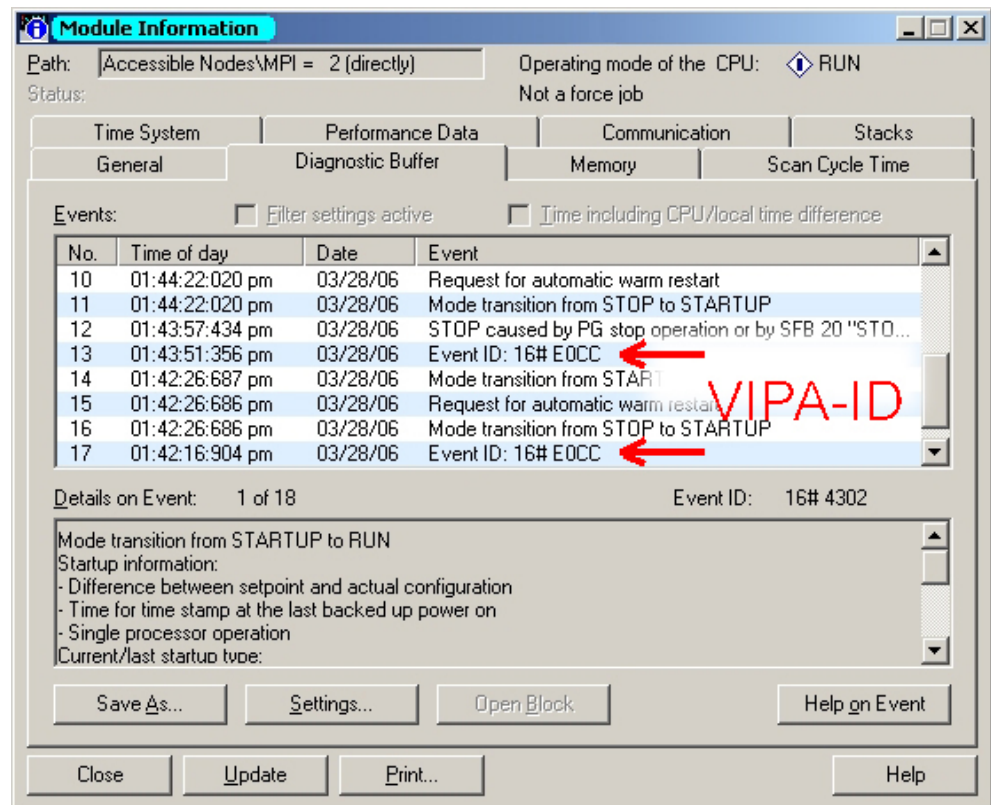 Module Information
Path: Accessible Nodes\MPI = 2 (directly) Operating mode of the CPU: RUN
Status: Not a force job
Time System Performance Data Communication Stacks
General Diagnostic Buffer Memory Scan Cycle Time
Events: Filter settings active Time including CPU/local time difference
No. Time of day Date Event
10 01:44:22:020 pm 03/28/06 Request for automatic warm restart
11 01:44:22:020 pm 03/28/06 Mode transition from STOP to STARTUP
12 01:43:57:434 pm 03/28/06 STOP caused by PG stop operation or by SFB 20 "STO...
13 01:43:51:356 pm 03/28/06 Event ID: 16# E0CC
14 01:42:26:687 pm 03/28/06 Mode transition from START
VIPA-ID
15 01:42:26:686 pm 03/28/06 Request for automatic warm restart
16 01:42:26:686 pm 03/28/06 Mode transition from STOP to STARTUP
17 01:42:16:904 pm 03/28/06 Event ID: 16# E0CC
Details on Event: 1 of 18 Event ID: 16# 4302
Mode transition from STARTUP to RUN
Startup information:
- Difference between setpoint and actual configuration
- Time for time stamp at the last backed up power on
- Single processor operation
Current/last startup type:
Save As... Settings... Open Block Help on Event
Close Update Print... Help